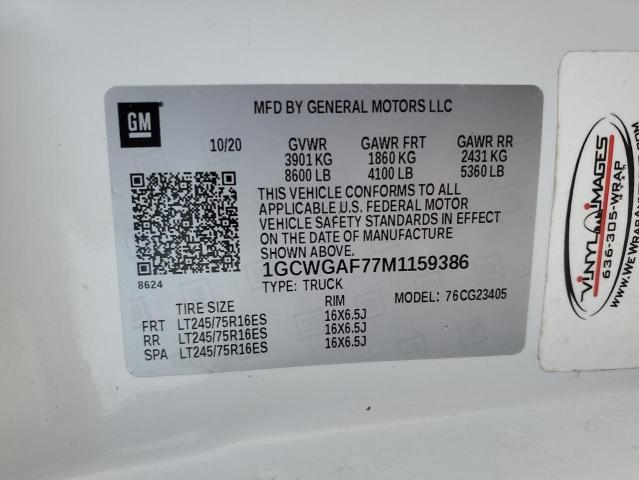 GM
MFD BY GENERAL MOTORS LLC
10/20 GVWR GAWR FRT GAWR RR
3901 KG 1860 KG 2431 KG
8600 LB 4100 LB 5360 LB
THIS VEHICLE CONFORMS TO ALL
APPLICABLE U.S. FEDERAL MOTOR
VEHICLE SAFETY STANDARDS IN EFFECT
ON THE DATE OF MANUFACTURE
SHOWN ABOVE
1GCWGAF77M1159386
8624
TYPE: TRUCK MODEL: 76CG23405
TIRE SIZE RIM
FRT LT245/75R16ES 16X6.5J
RR LT245/75R16ES 16X6.5J
SPA LT245/75R16ES 16X6.5J
VINYL IMAGES
636-305-WRAP